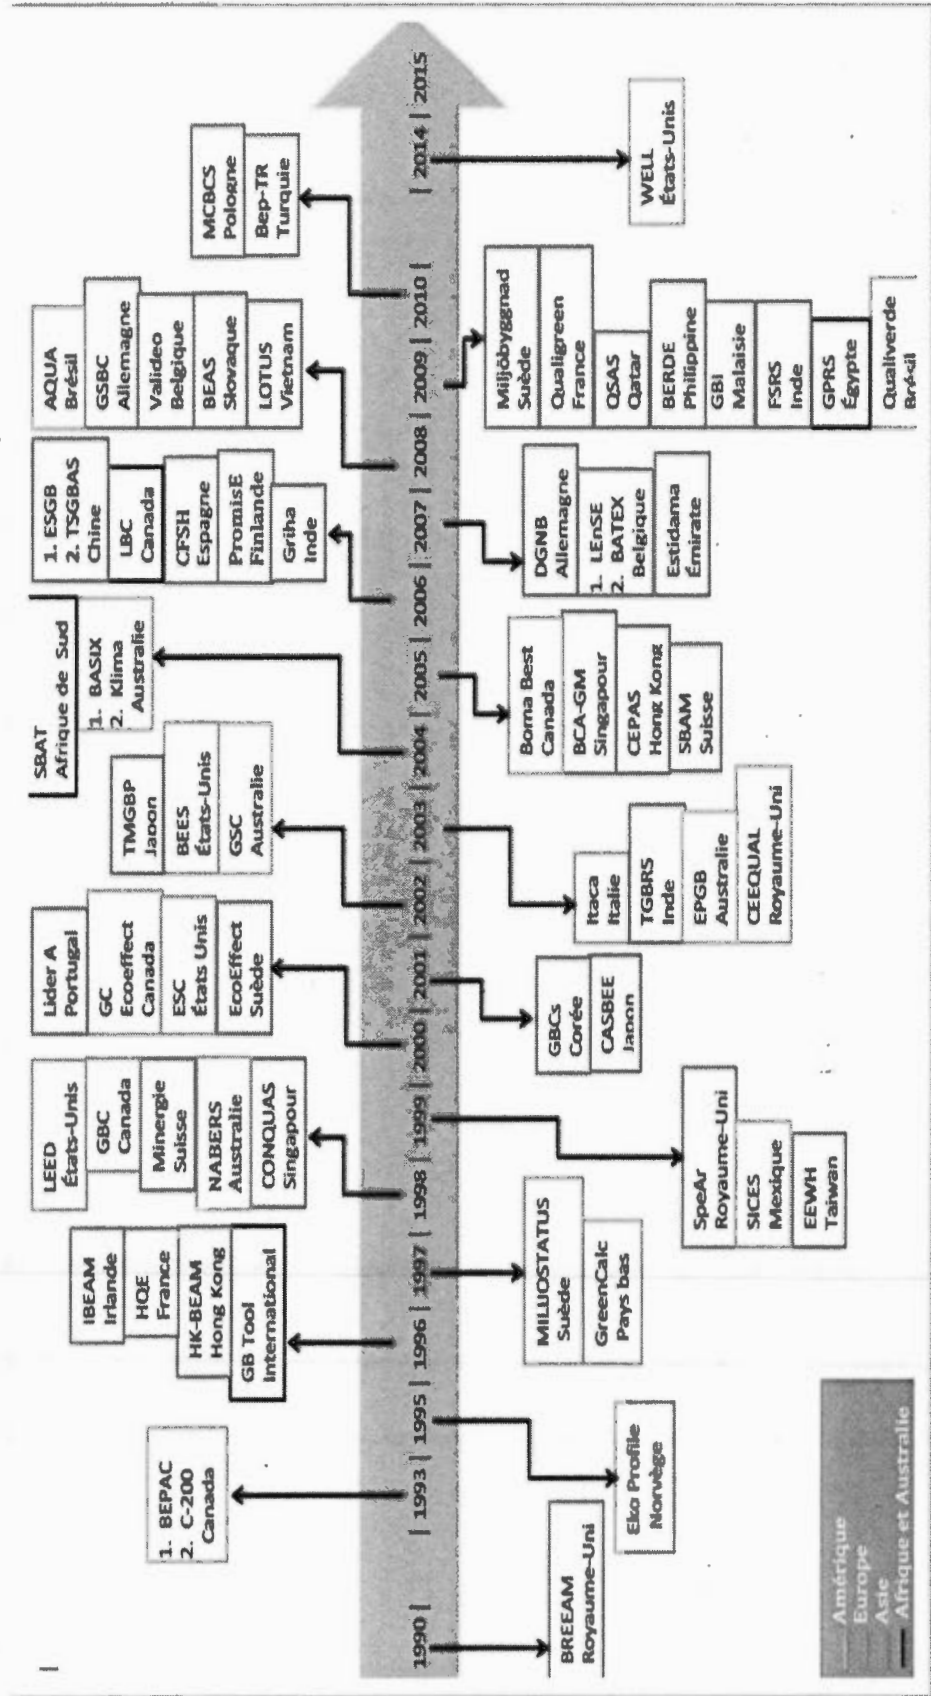 1. BEPAC
2. C-200
Canada
IBEAM
Irlande
HQE
France
HK-BEAM
Hong Kong
GB Tool
International
LEED
États-Unis
GBC
Canada
Minergie
Suisse
NABERS
Australie
CONQUAS
Singapour
Lider A
Portugal
GC
Ecoeffect
Canada
ESC
États Unis
EcoEffect
Suède
TMGBP
Japon
BEES
États-Unis
GSC
Australie
SBAT
Afrique de Sud
1. BASIX
2. Klima
Australie
1. ESGB
2. TSGBAS
Chine
LBC
Canada
CFSH
Espagne
PromisE
Finlande
Griha
Inde
AQUA
Brésil
GSBC
Allemagne
Valideo
Belgique
BEAS
Slovaque
LOTUS
Vietnam
MCBCS
Pologne
Bep-TR
Turquie
1990 | | 1993 | 1995 | 1996 | 1997 | 1998 | 1999 | 2000 | 2001 | 2002 | 2003 | 2004 | 2005 | 2006 | 2007 | 2008 | 2009 | 2010 | | 2014 | 2015
BREEAM
Royaume-Uni
Eko Profile
Norvège
MILIJOSTATUS
Suède
GreenCalc
Pays bas
SpeAr
Royaume-Uni
SICES
Mexique
EEWH
Taiwan
GBCs
Corée
CASBEE
Japon
Itaca
Italie
TGBRS
Inde
EPGB
Australie
CEEQUAL
Royaume-Uni
Boma Best
Canada
BCA-GM
Singapour
CEPAS
Hong Kong
SBAM
Suisse
DGNB
Allemagne
1. LEnSE
2. BATEX
Belgique
Estidama
Émirate
Miljöbyggnad
Suède
Qualigreen
France
QSAS
Qatar
BERDE
Philippine
GBI
Malaisie
FSRS
Inde
GPRS
Égypte
Qualiverde
Brésil
WELL
États-Unis
Amérique
Europe
Asie
Afrique et Australie